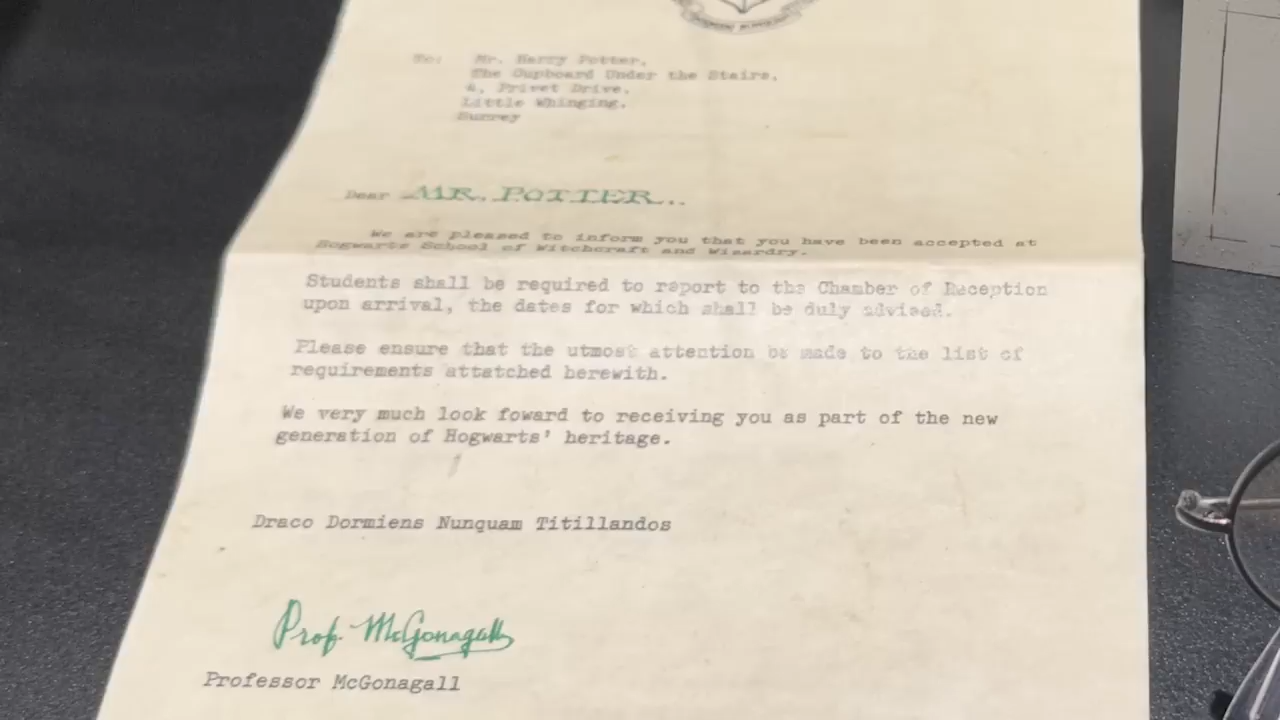 To: Mr. Harry Potter,
The Cupboard Under the Stairs,
4, Privet Drive,
Little Whinging,
Surrey
Dear MR. POTTER..
We are pleased to inform you that you have been accepted at
Hogwarts School of Witchcraft and Wizardry.
Students shall be required to report to the Chamber of Reception
upon arrival, the dates for which shall be duly advised.
Please ensure that the utmost attention be made to the list of
requirements attatched herewith.
We very much look foward to receiving you as part of the new
generation of Hogwarts' heritage.
Draco Dormiens Nunquam Titillandos
Prof. McGonagall
Professor McGonagall